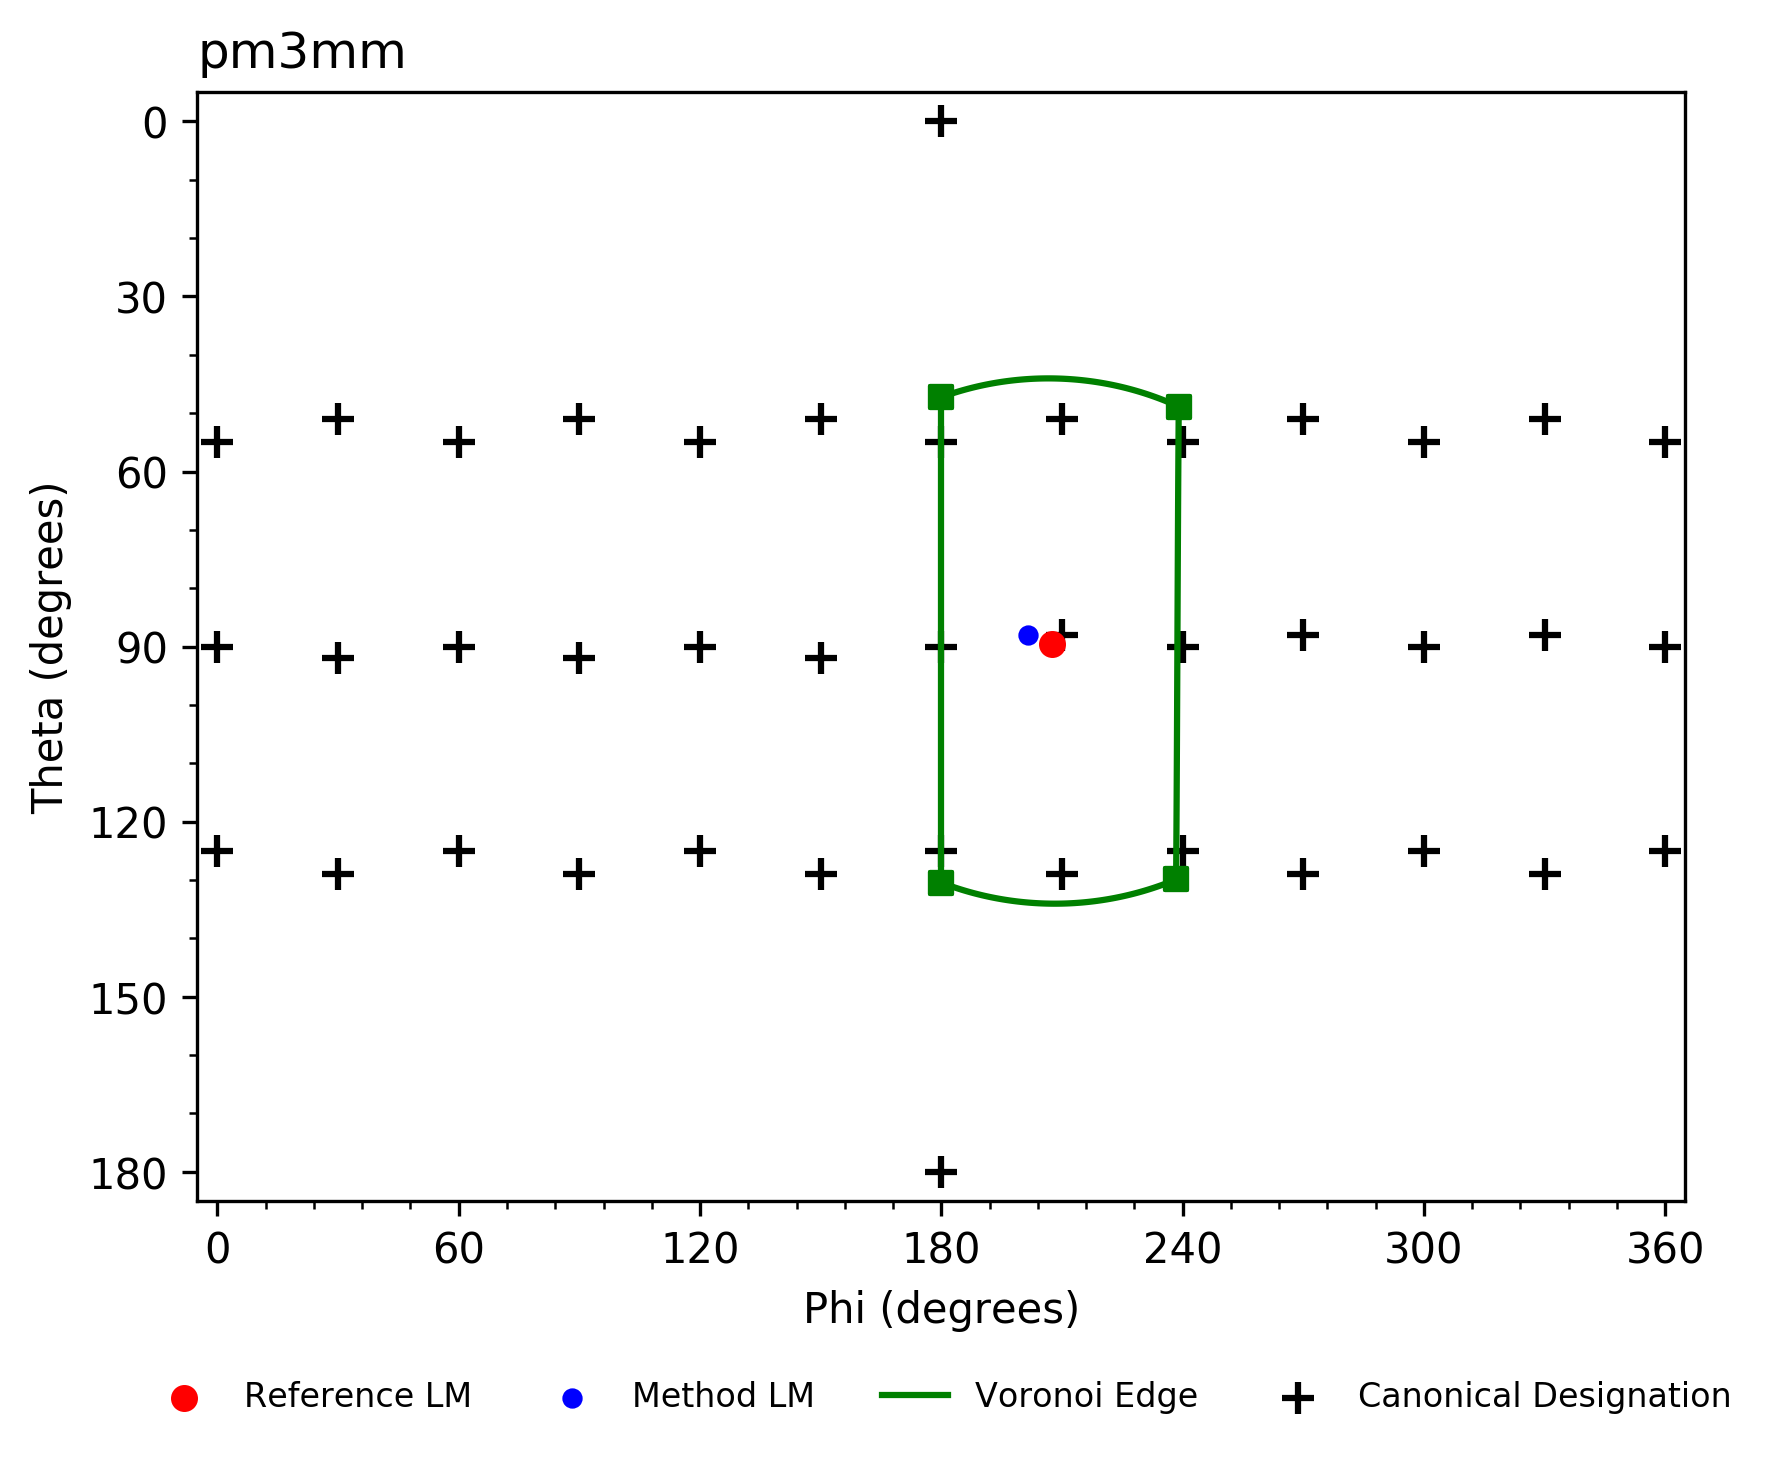 pm3mm
0
30
60
90
120
150
180
Theta (degrees)
0 60 120 180 240 300 360
Phi (degrees)
Reference LM Method LM Voronoi Edge Canonical Designation